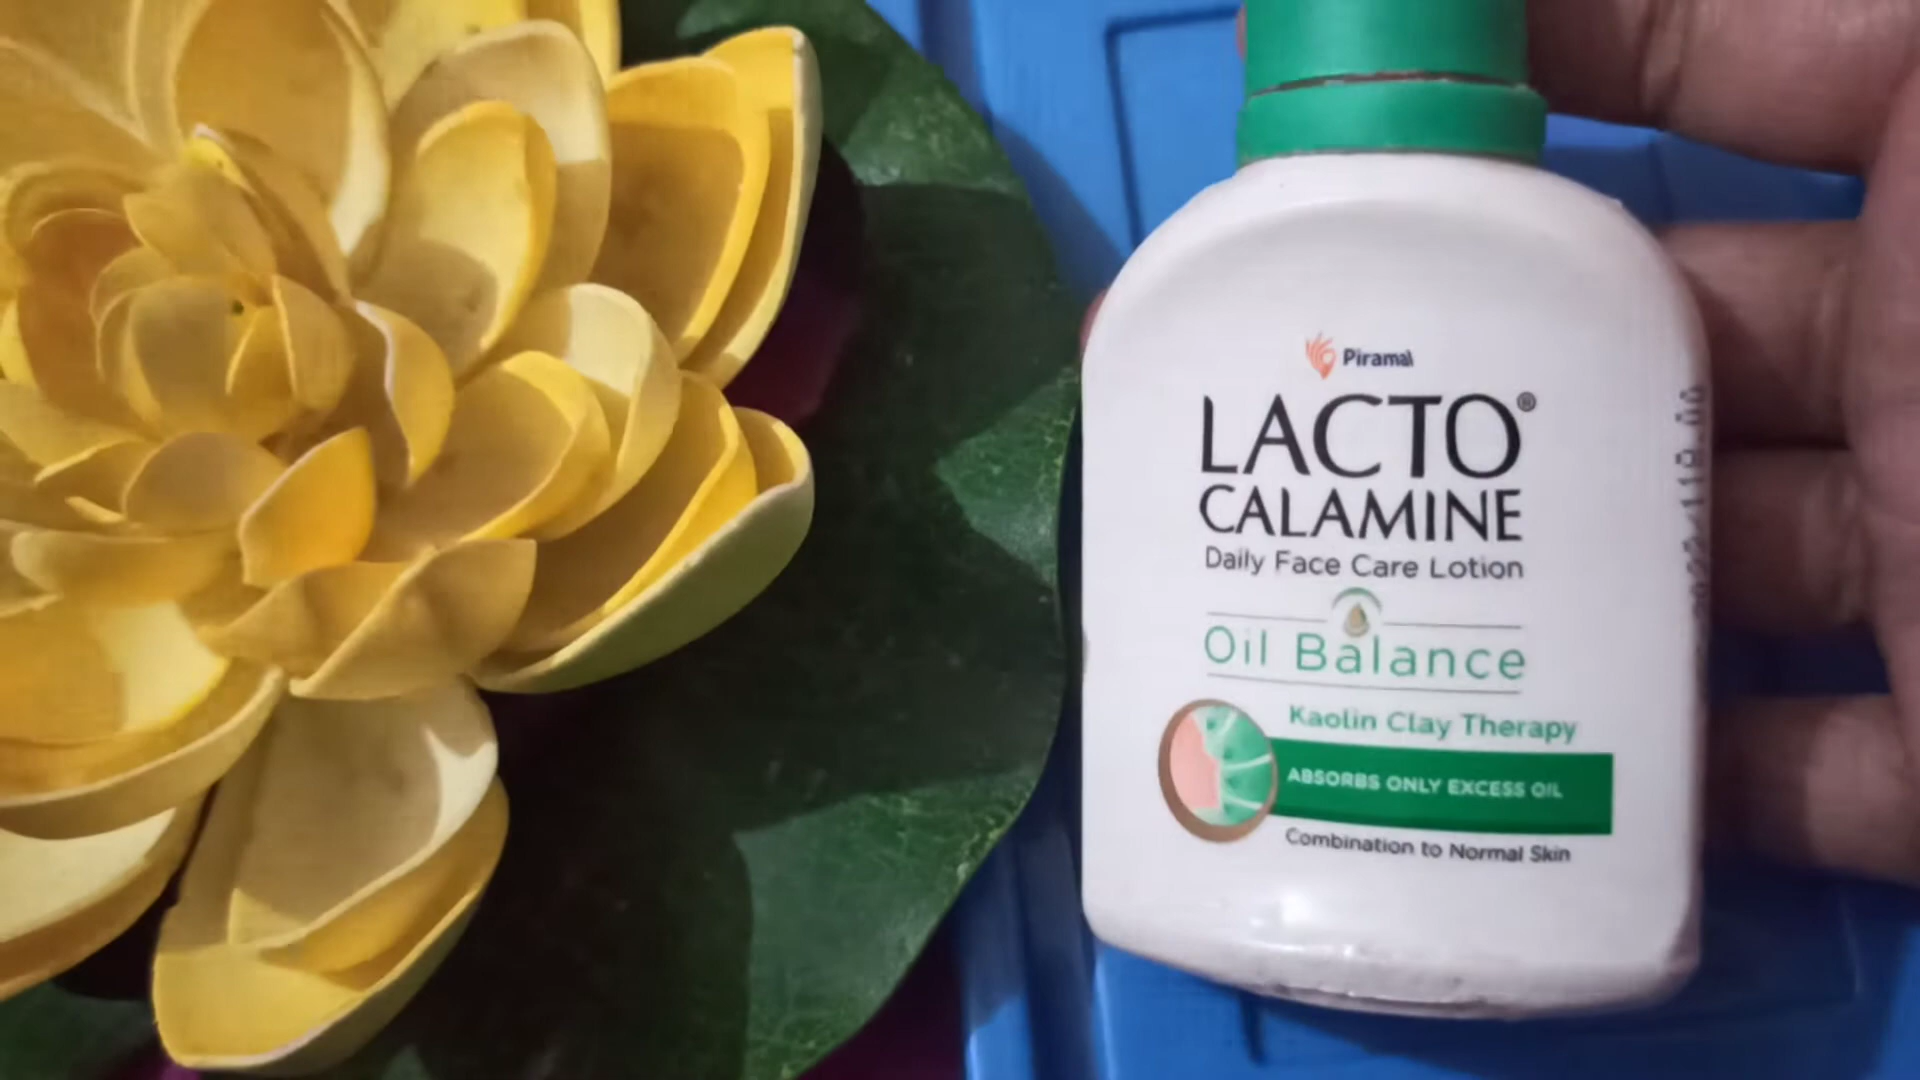 Piramal
LACTO®
CALAMINE
Daily Face Care Lotion
Oil Balance
Kaolin Clay Therapy
ABSORBS ONLY EXCESS OIL
Combination to Normal Skin